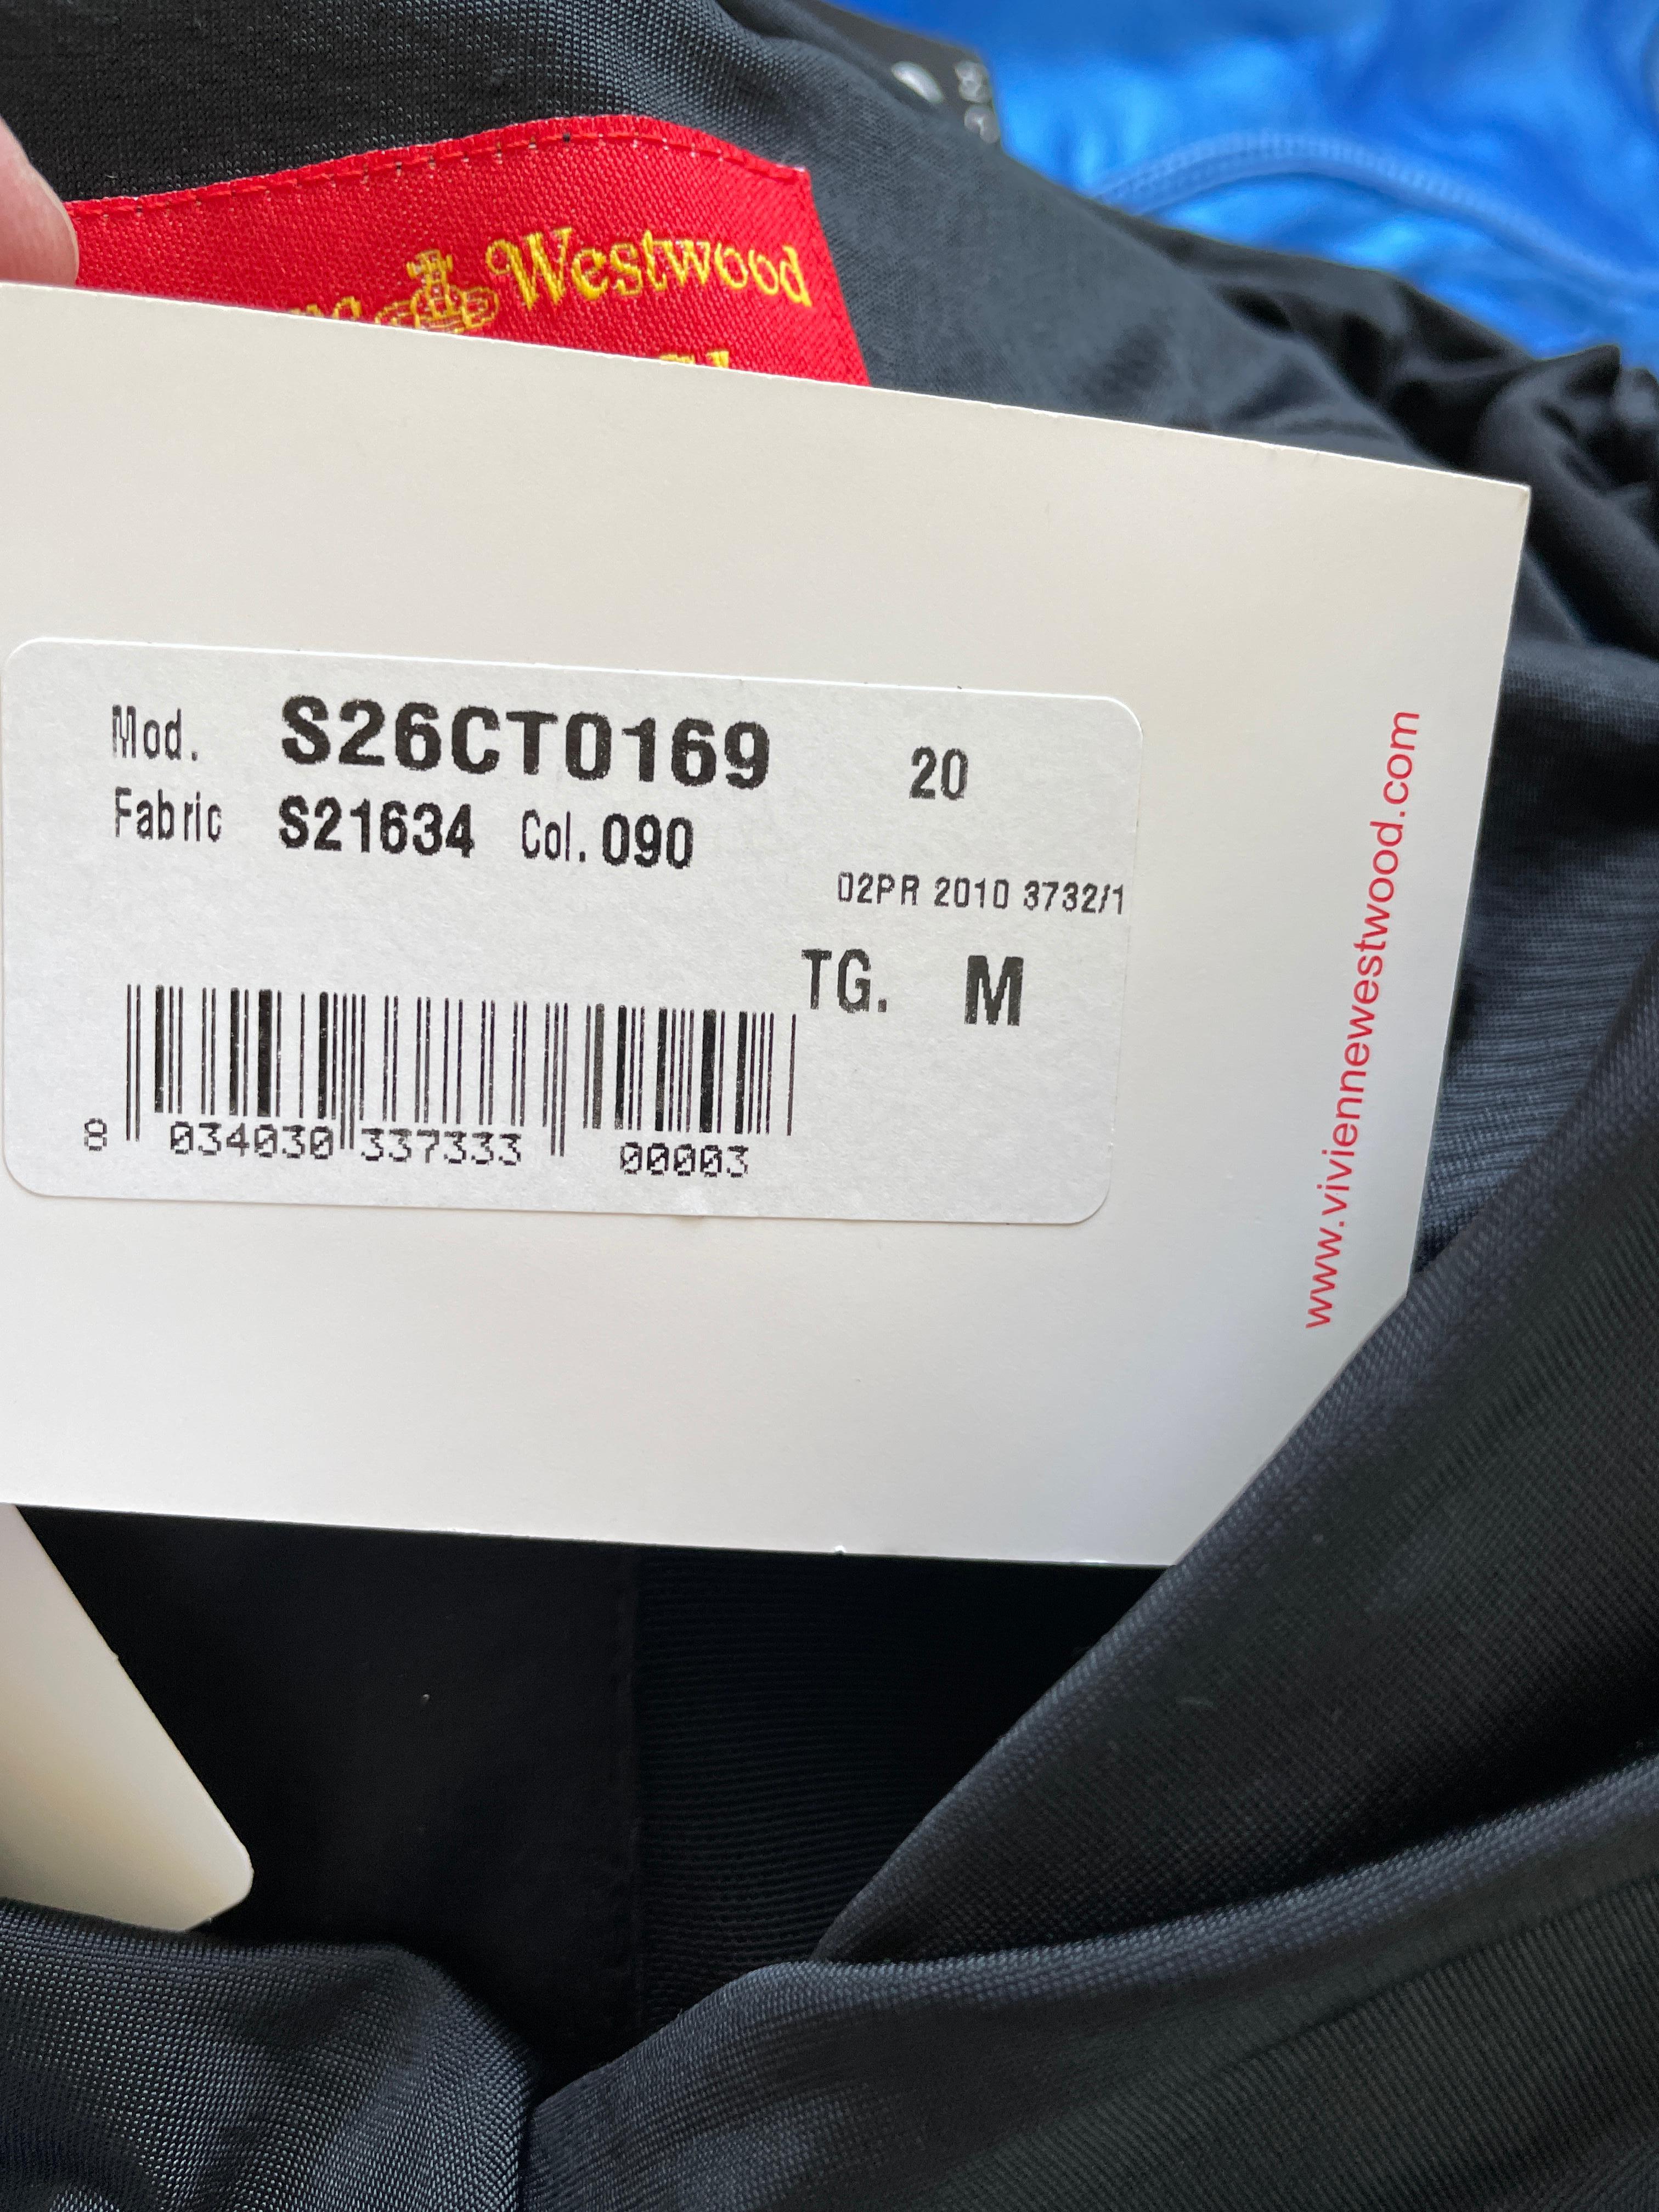 Westwood
Mod. S26CT0169 20
Fabric S21634 Col. 090
02PR 2010 3732/1
TG. M
8 034030 337333 00003
www.viviennewestwood.com